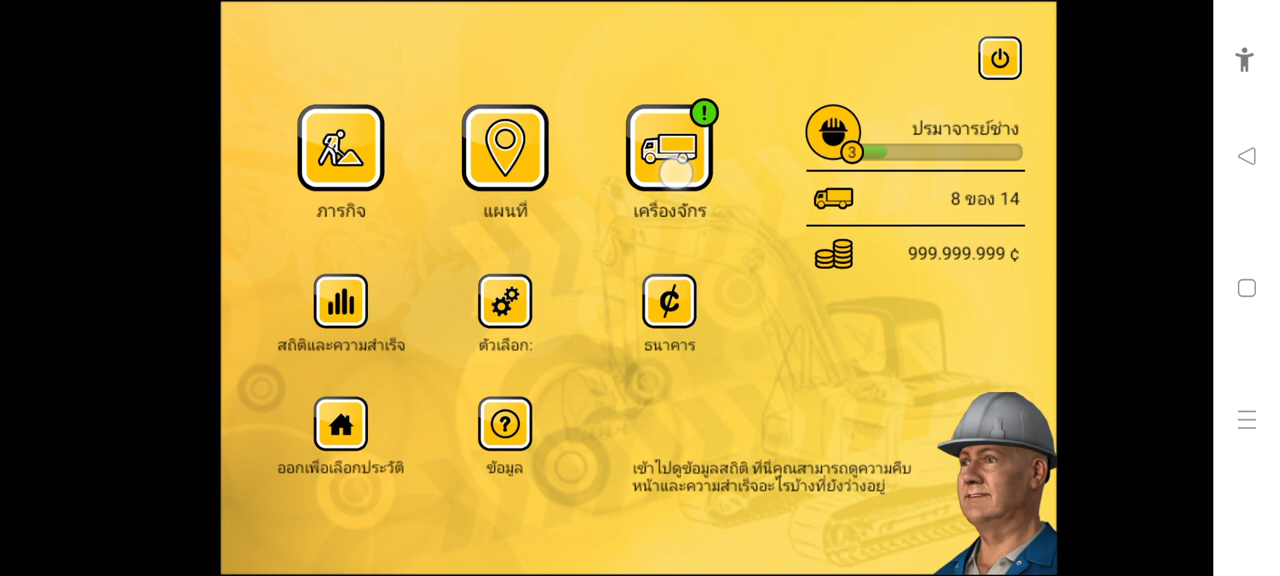 ปรมาจารย์ช่าง
3
ภารกิจ
แผนที่
เครื่องจักร
8 ของ 14
999.999.999 ¢
สถิติและความสำเร็จ
ตัวเลือก:
ธนาคาร
ออกเพื่อเลือกประวัติ
ข้อมูล
เข้าไปดูข้อมูลสถิติ ที่นี่คุณสามารถดูความคืบ
หน้าและความสำเร็จอะไรบ้างที่ยังว่างอยู่